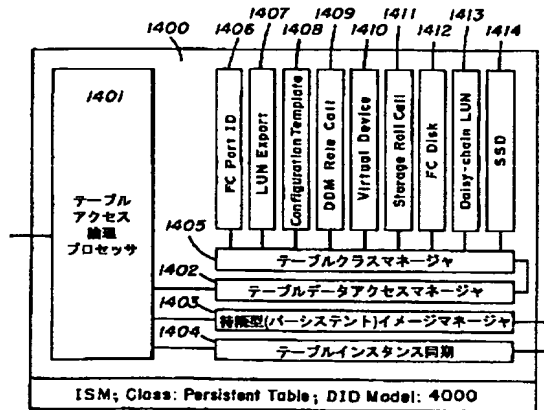 1400
1406
1407
1408
1409
1410
1411
1412
1413
1414
1401
テーブル
アクセス
論理
プロセッサ
FC Port ID
LUN Export
Configuration Template
DDM Role Call
Virtual Device
Storage Roll Call
FC Disk
Daisy-chain LUN
SSD
1405
テーブルクラスマネージャ
1402
テーブルデータアクセスマネージャ
1403
持続型(パーシステント)イメージマネージャ
1404
テーブルインスタンス同期
ISM; Class: Persistent Table; DID Model: 4000